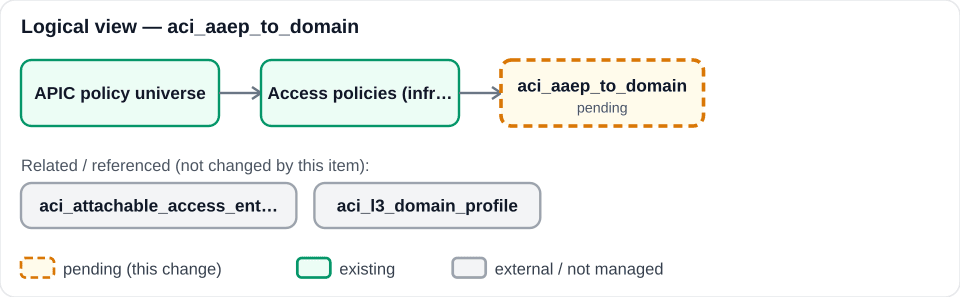 Logical view — aci_aaep_to_domain
APIC policy universe
Access policies (infr…
aci_aaep_to_domain
pending
Related / referenced (not changed by this item):
aci_attachable_access_ent…
aci_l3_domain_profile
pending (this change)
existing
external / not managed